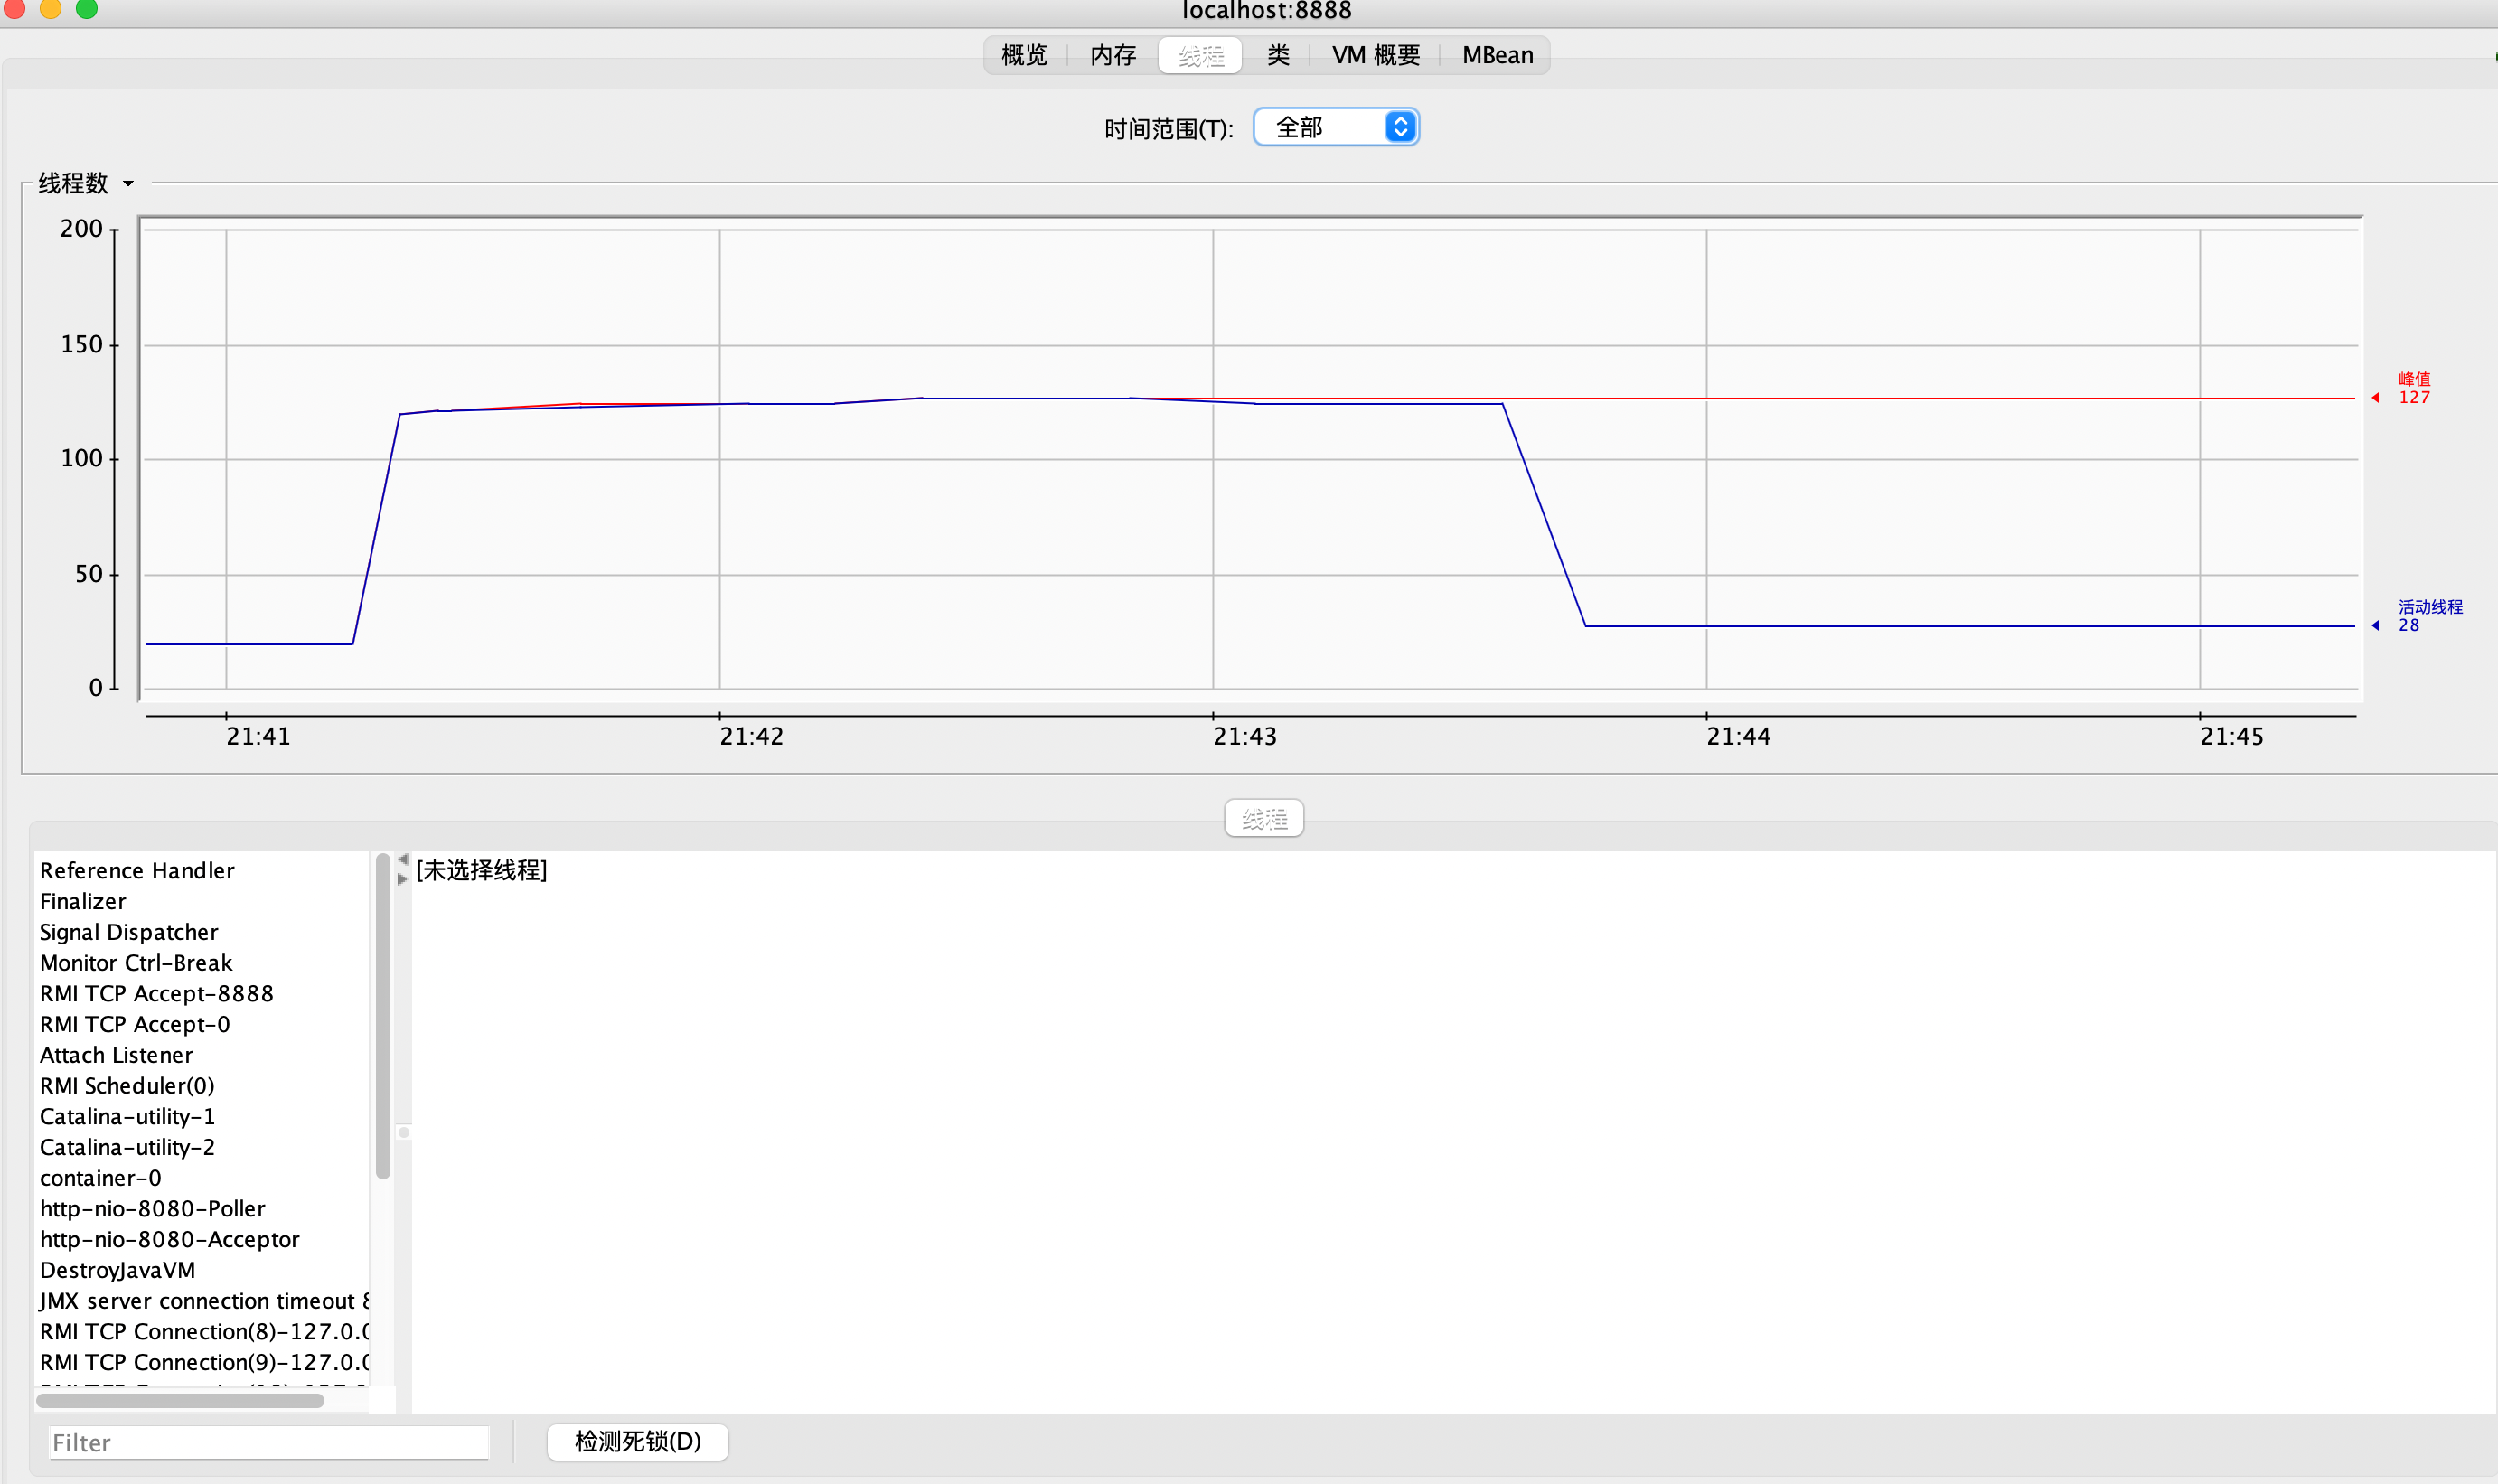 localhost:8888
概览 内存 线程 类 VM 概要 MBean
时间范围(T): 全部
线程数
200
150
100
50
0
峰值
127
活动线程
28
21:41 21:42 21:43 21:44 21:45
线程
Reference Handler
Finalizer
Signal Dispatcher
Monitor Ctrl-Break
RMI TCP Accept-8888
RMI TCP Accept-0
Attach Listener
RMI Scheduler(0)
Catalina-utility-1
Catalina-utility-2
container-0
http-nio-8080-Poller
http-nio-8080-Acceptor
DestroyJavaVM
JMX server connection timeout
RMI TCP Connection(8)-127.0.0
RMI TCP Connection(9)-127.0.0
[未选择线程]
Filter
检测死锁(D)